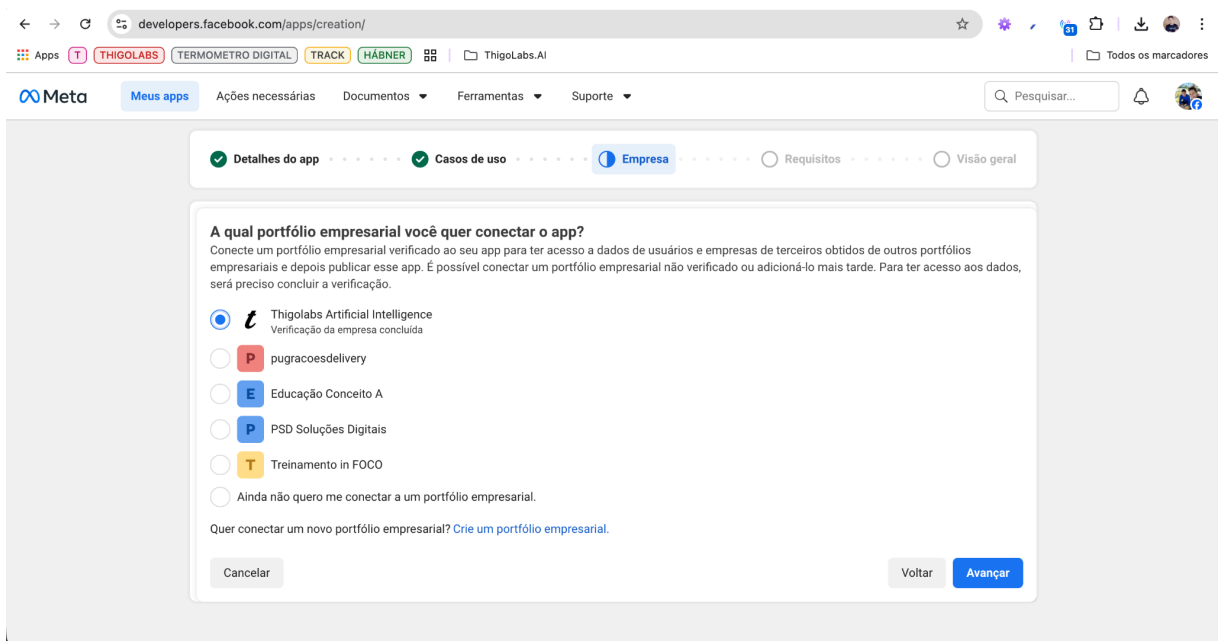 developers.facebook.com/apps/creation/
31
Apps T THIGOLABS TERMOMETRO DIGITAL TRACK HÁBNER ThigoLabs.AI Todos os marcadores
Meta Meus apps Ações necessárias Documentos Ferramentas Suporte Pesquisar...
Detalhes do app Casos de uso Empresa Requisitos Visão geral
A qual portfólio empresarial você quer conectar o app?
Conecte um portfólio empresarial verificado ao seu app para ter acesso a dados de usuários e empresas de terceiros obtidos de outros portfólios
empresariais e depois publicar esse app. É possível conectar um portfólio empresarial não verificado ou adicioná-lo mais tarde. Para ter acesso aos dados,
será preciso concluir a verificação.
t Thigolabs Artificial Intelligence
Verificação da empresa concluída
P pugracoesdelivery
E Educação Conceito A
P PSD Soluções Digitais
T Treinamento in FOCO
Ainda não quero me conectar a um portfólio empresarial.
Quer conectar um novo portfólio empresarial? Crie um portfólio empresarial.
Cancelar Voltar Avançar